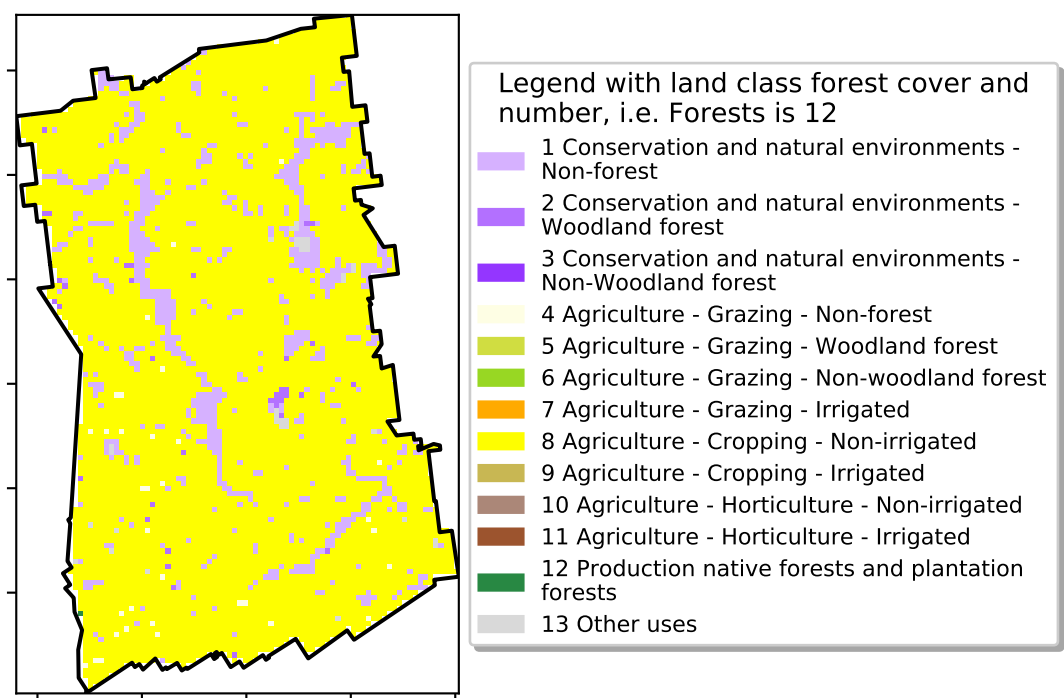 Legend with land class forest cover and
number, i.e. Forests is 12
1 Conservation and natural environments -
Non-forest
2 Conservation and natural environments -
Woodland forest
3 Conservation and natural environments -
Non-Woodland forest
4 Agriculture - Grazing - Non-forest
5 Agriculture - Grazing - Woodland forest
6 Agriculture - Grazing - Non-woodland forest
7 Agriculture - Grazing - Irrigated
8 Agriculture - Cropping - Non-irrigated
9 Agriculture - Cropping - Irrigated
10 Agriculture - Horticulture - Non-irrigated
11 Agriculture - Horticulture - Irrigated
12 Production native forests and plantation
forests
13 Other uses